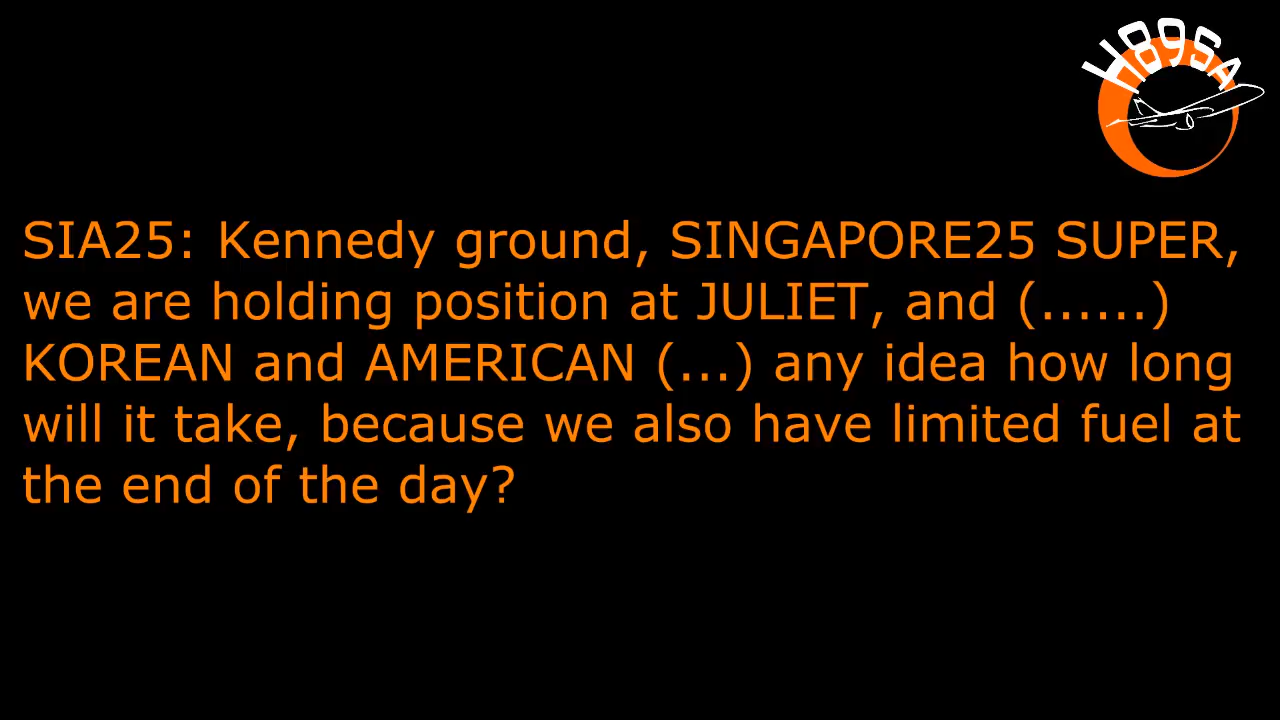 H89SA
SIA25: Kennedy ground, SINGAPORE25 SUPER,
we are holding position at JULIET, and (......)
KOREAN and AMERICAN (...) any idea how long
will it take, because we also have limited fuel at
the end of the day?